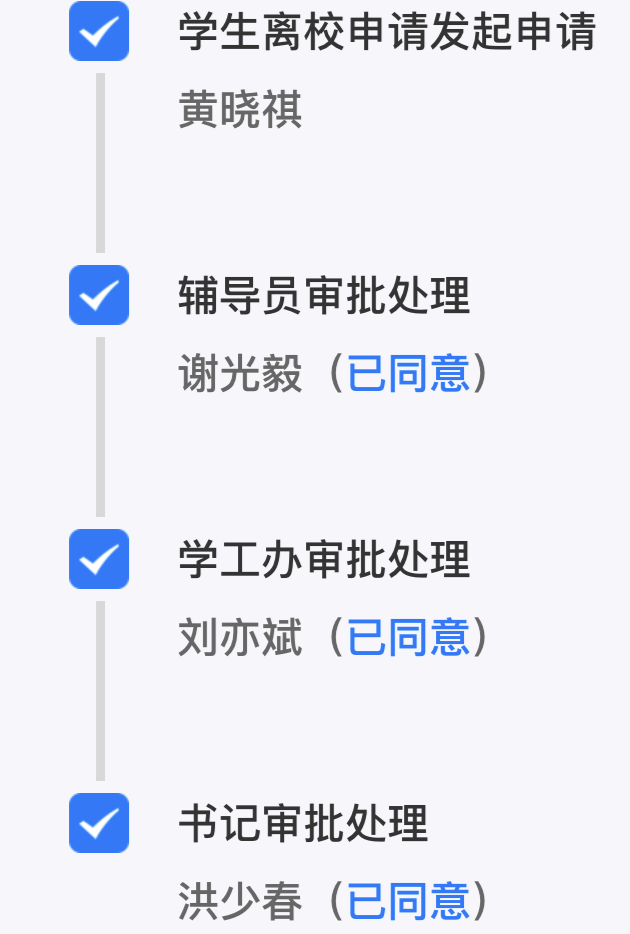 学生离校申请发起申请
黄晓祺
辅导员审批处理
谢光毅（已同意）
学工办审批处理
刘亦斌（已同意）
书记审批处理
洪少春（已同意）